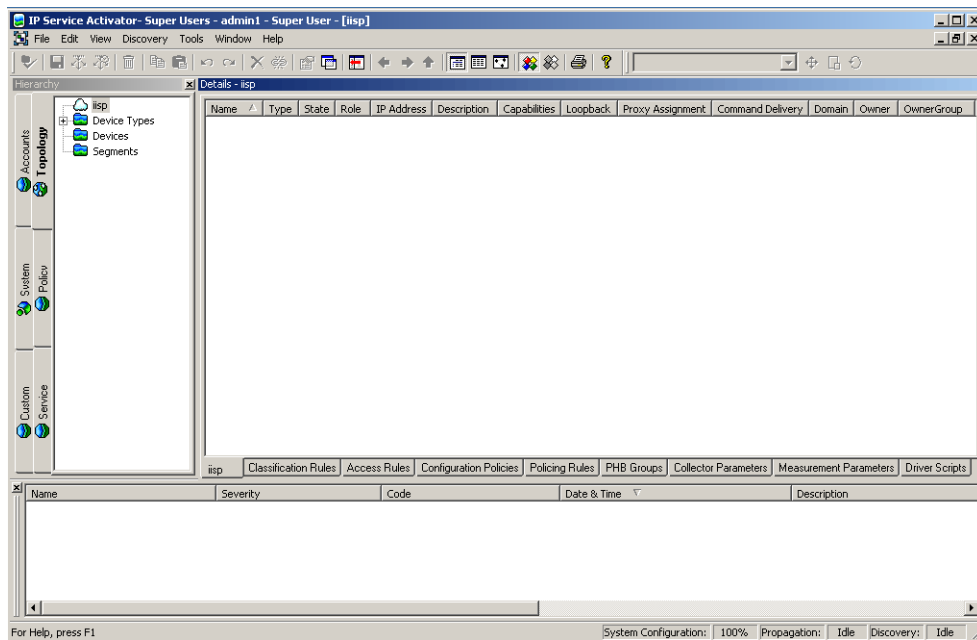 IP Service Activator- Super Users - admin1 - Super User - [iisp]
File Edit View Discovery Tools Window Help
Hierarchy
Details - iisp
Accounts
Topology
System
Policy
Custom
Service
iisp
Device Types
Devices
Segments
Name Type State Role IP Address Description Capabilities Loopback Proxy Assignment Command Delivery Domain Owner OwnerGroup
iisp Classification Rules Access Rules Configuration Policies Policing Rules PHB Groups Collector Parameters Measurement Parameters Driver Scripts
Name Severity Code Date & Time Description
For Help, press F1 System Configuration: 100% Propagation: Idle Discovery: Idle